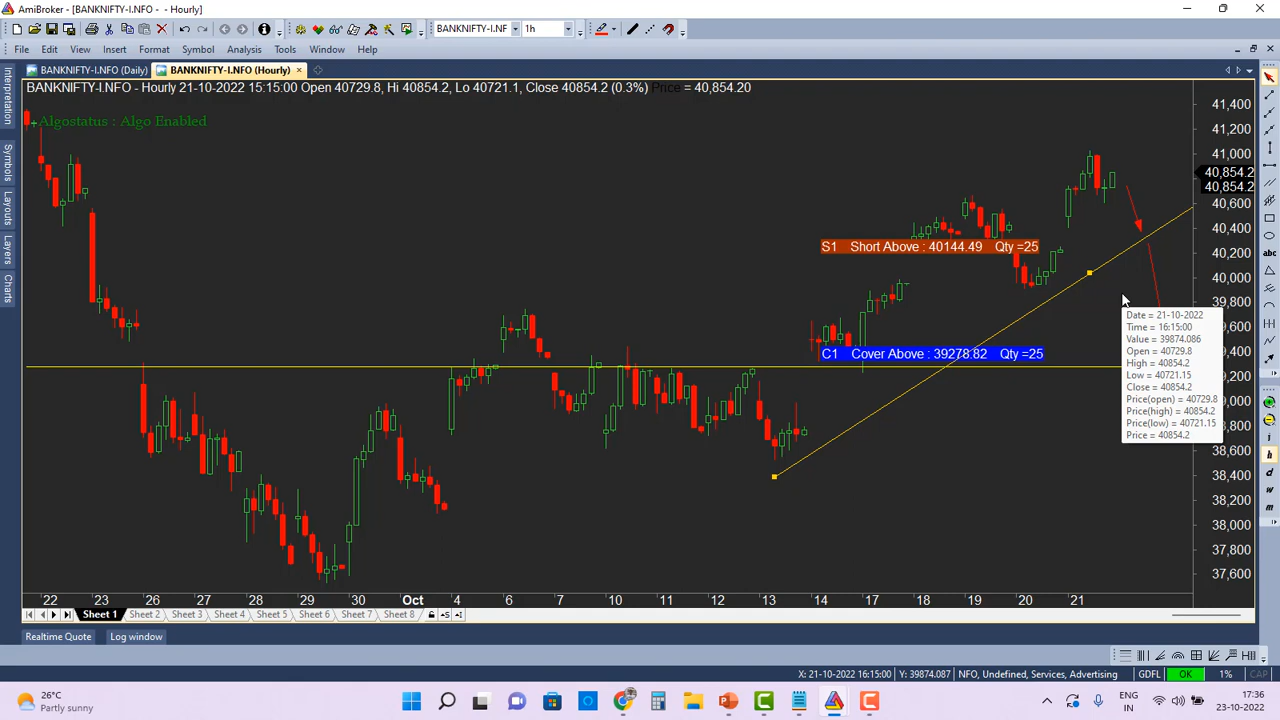 AmiBroker - [BANKNIFTY-I.NFO - Hourly]
BANKNIFTY-I.NF 1h
File Edit View Insert Format Symbol Analysis Tools Window Help
BANKNIFTY-I.NFO (Daily) BANKNIFTY-I.NFO (Hourly)
BANKNIFTY-I.NFO - Hourly 21-10-2022 15:15:00 Open 40729.8, Hi 40854.2, Lo 40721.1, Close 40854.2 (0.3%) Price = 40,854.20
Algostatus : Algo Enabled
Interpretation
Symbols
Layout
Layers
Charts
41,400
41,200
41,000
40,854.2
40,854.2
40,600
40,400
40,200
40,000
39,800
39,600
39,400
39,200
39,000
38,800
38,600
38,400
38,200
38,000
37,800
37,600
S1 Short Above : 40144.49 Qty =25
C1 Cover Above : 39278.82 Qty =25
Date = 21-10-2022
Time = 16:15:00
Value = 39874.086
Open = 40729.8
High = 40854.2
Low = 40721.15
Close = 40854.2
Price(open) = 40729.8
Price(high) = 40854.2
Price(low) = 40721.15
Price = 40854.2
abc
i
h
d
w
m
22 23 26 27 28 29 30 Oct 4 6 7 10 11 12 13 14 17 18 19 20 21
Sheet 1 Sheet 2 Sheet 3 Sheet 4 Sheet 5 Sheet 6 Sheet 7 Sheet 8
Realtime Quote Log window
X: 21-10-2022 16:15:00 Y: 39874.087 NFO, Undefined, Services, Advertising GDFL OK 1% CAP
26°C
Partly sunny
ENG
IN
17:36
23-10-2022